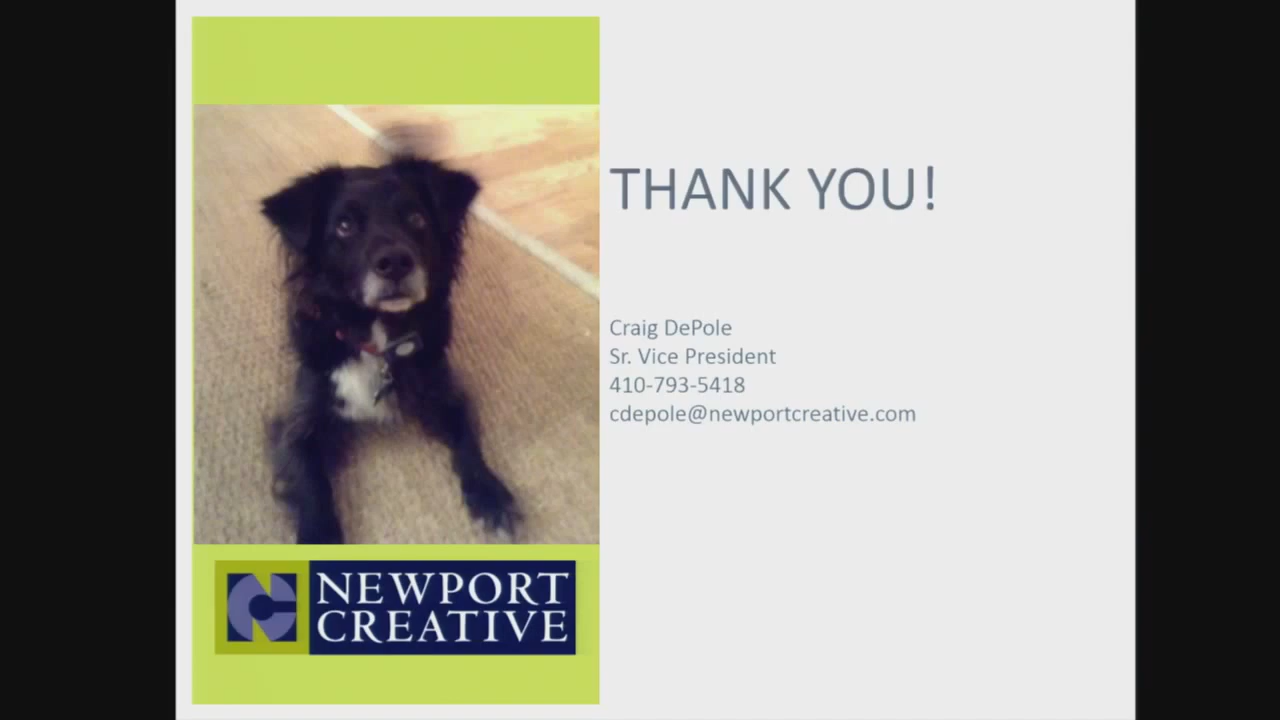 THANK YOU!
Craig DePole
Sr. Vice President
410-793-5418
cdepole@newportcreative.com
NEWPORT
CREATIVE